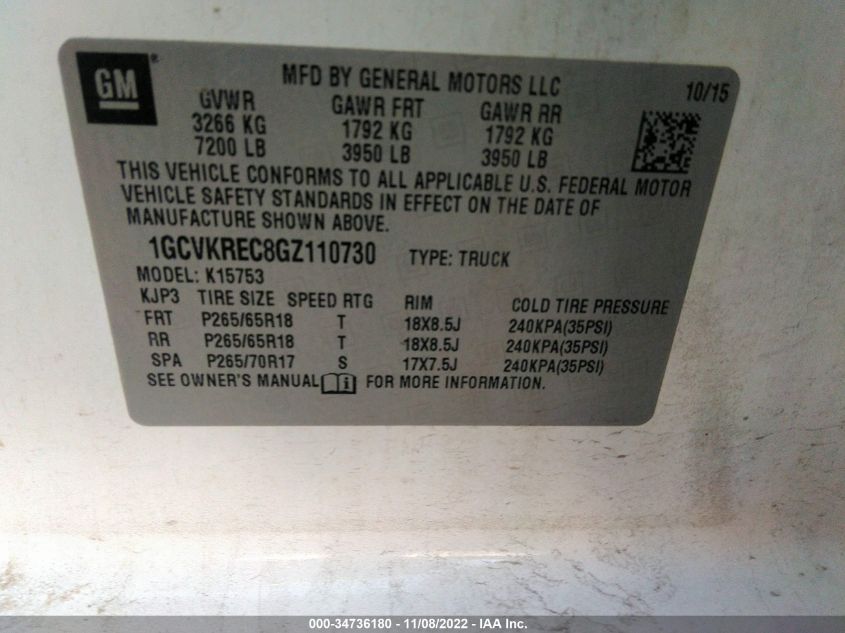 GM®
MFD BY GENERAL MOTORS LLC 10/15
GVWR GAWR FRT GAWR RR
3266 KG 1792 KG 1792 KG
7200 LB 3950 LB 3950 LB
THIS VEHICLE CONFORMS TO ALL APPLICABLE U.S. FEDERAL MOTOR
VEHICLE SAFETY STANDARDS IN EFFECT ON THE DATE OF
MANUFACTURE SHOWN ABOVE.
1GCVKREC8GZ110730 TYPE: TRUCK
MODEL: K15753
KJP3 TIRE SIZE SPEED RTG RIM COLD TIRE PRESSURE
FRT P265/65R18 T 18X8.5J 240KPA(35PSI)
RR P265/65R18 T 18X8.5J 240KPA(35PSI)
SPA P265/70R17 S 17X7.5J 240KPA(35PSI)
SEE OWNER'S MANUAL FOR MORE INFORMATION.
000-34736180 - 11/08/2022 - IAA Inc.